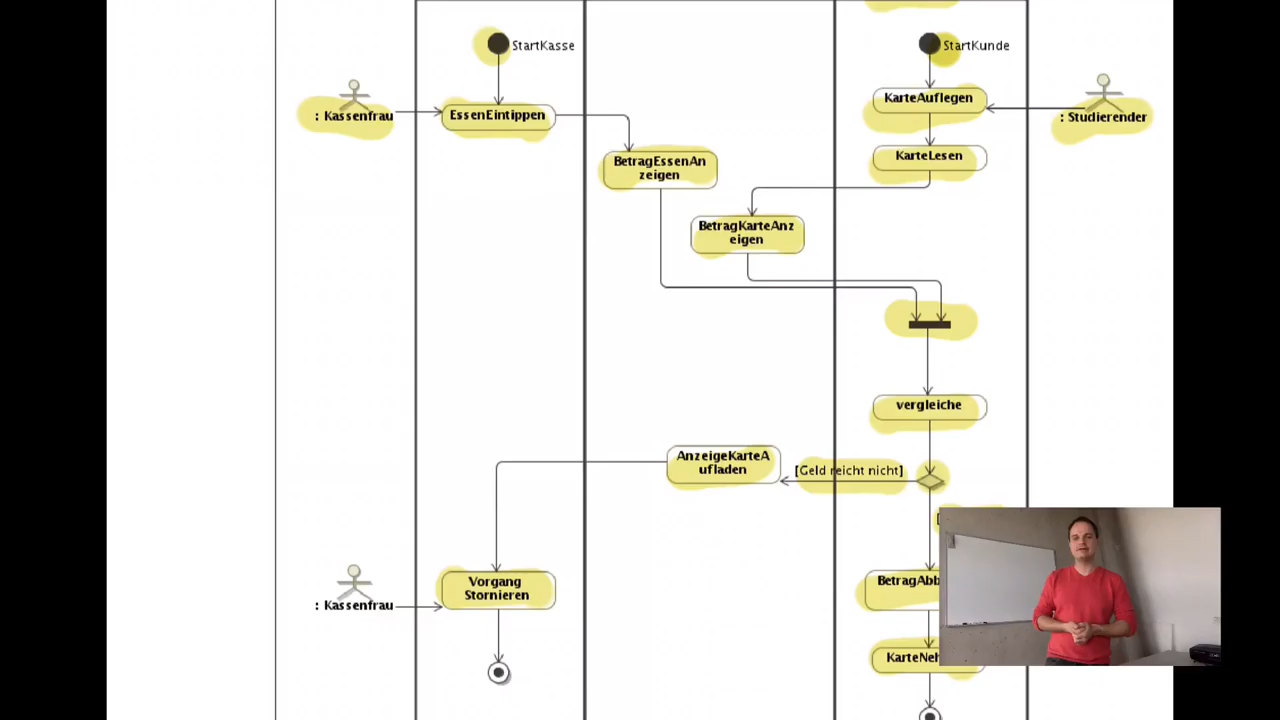 StartKasse
StartKunde
: Kassenfrau
EssenEintippen
KarteAuflegen
: Studierender
BetragEssenAn
zeigen
KarteLesen
BetragKarteAnz
eigen
vergleiche
AnzeigeKarteA
ufladen
[Geld reicht nicht]
Vorgang
Stornieren
: Kassenfrau